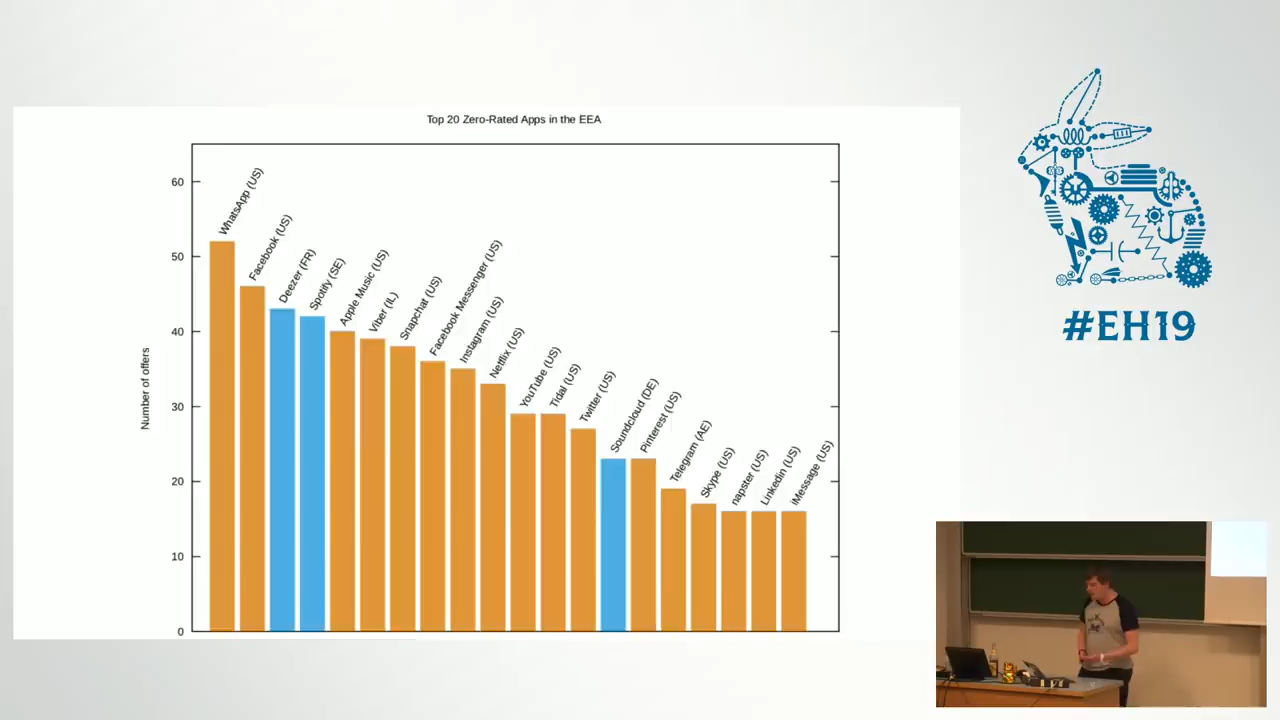 Top 20 Zero-Rated Apps in the EEA
Number of offers
60
50
40
30
20
10
0
WhatsApp (US)
Facebook (US)
Deezer (FR)
Spotify (SE)
Apple Music (US)
Viber (IL)
Snapchat (US)
Facebook Messenger (US)
Instagram (US)
Netflix (US)
YouTube (US)
Tidal (US)
Twitter (US)
Soundcloud (DE)
Pinterest (US)
Telegram (AE)
Skype (US)
napster (US)
Linkedin (US)
iMessage (US)
#EH19